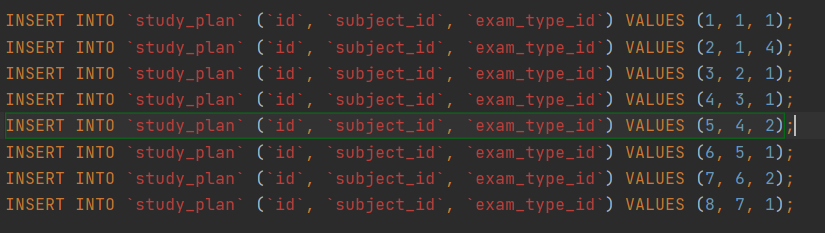 INSERT INTO `study_plan` (`id`, `subject_id`, `exam_type_id`) VALUES (1, 1, 1);
INSERT INTO `study_plan` (`id`, `subject_id`, `exam_type_id`) VALUES (2, 1, 4);
INSERT INTO `study_plan` (`id`, `subject_id`, `exam_type_id`) VALUES (3, 2, 1);
INSERT INTO `study_plan` (`id`, `subject_id`, `exam_type_id`) VALUES (4, 3, 1);
INSERT INTO `study_plan` (`id`, `subject_id`, `exam_type_id`) VALUES (5, 4, 2);
INSERT INTO `study_plan` (`id`, `subject_id`, `exam_type_id`) VALUES (6, 5, 1);
INSERT INTO `study_plan` (`id`, `subject_id`, `exam_type_id`) VALUES (7, 6, 2);
INSERT INTO `study_plan` (`id`, `subject_id`, `exam_type_id`) VALUES (8, 7, 1);